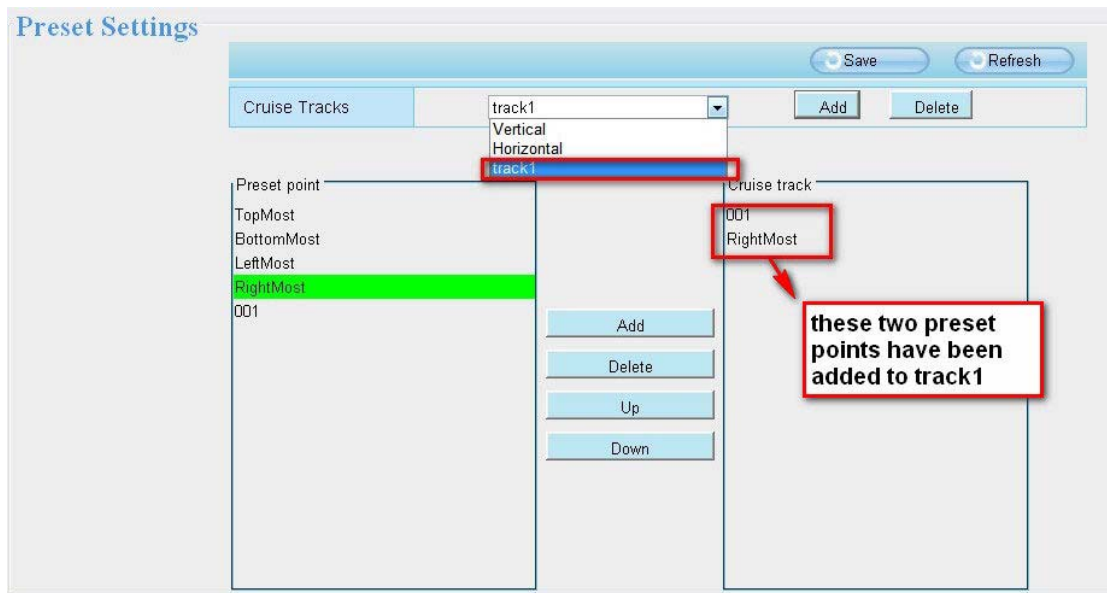 Preset Settings
Save
Refresh
Cruise Tracks
track1
Add
Delete
Vertical
Horizontal
track1
Preset point
TopMost
BottomMost
LeftMost
RightMost
001
Add
Delete
Up
Down
Cruise track
001
RightMost
these two preset
points have been
added to track1